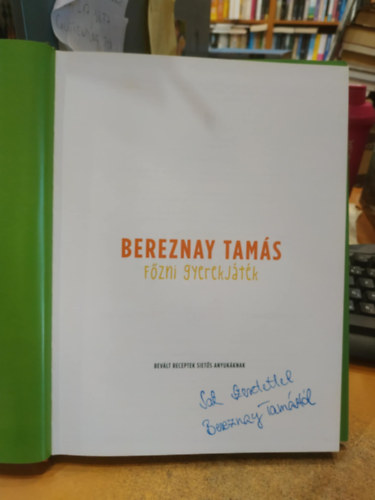 BEREZNAY TAMÁS
FŐZNI GYEREKJÁTÉK
BEVÁLT RECEPTEK SIETŐS ANYUKÁKNAK
Sok szeretettel
Bereznay Tamástól